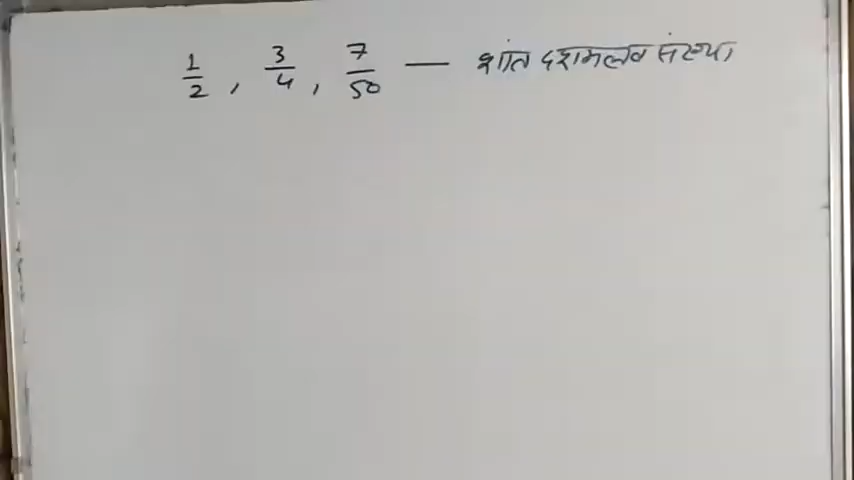 1/2, 3/4, 7/50 — शांत दशमलव संख्या